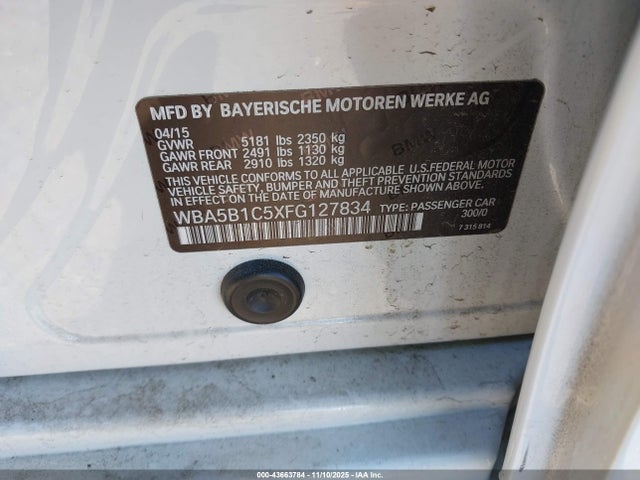 MFD BY BAYERISCHE MOTOREN WERKE AG
04/15
GVWR 5181 lbs 2350 kg
GAWR FRONT 2491 lbs 1130 kg
GAWR REAR 2910 lbs 1320 kg
THIS VEHICLE CONFORMS TO ALL APPLICABLE U.S.FEDERAL MOTOR
VEHICLE SAFETY, BUMPER AND THEFT PREVENTION STANDARDS
IN EFFECT ON THE DATE OF MANUFACTURE SHOWN ABOVE.
WBA5B1C5XFG127834 TYPE: PASSENGER CAR
300/0
7 315 814
000-43663784 - 11/10/2025 - IAA Inc.